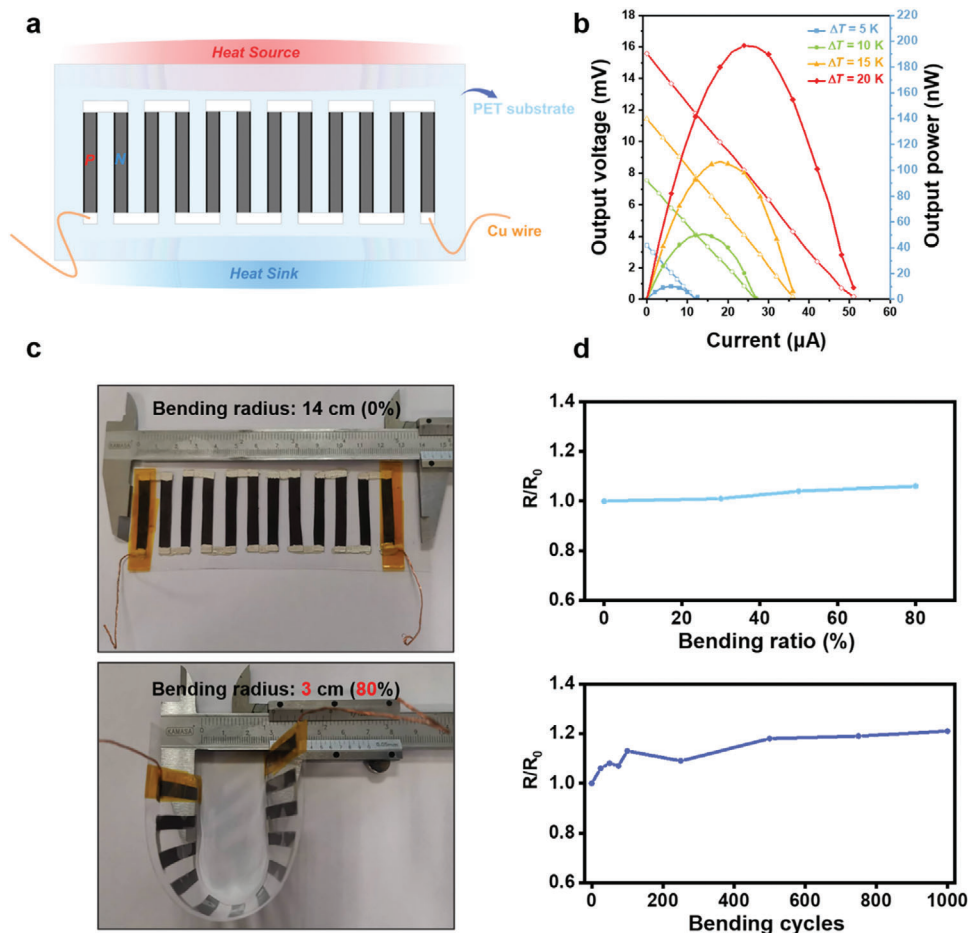 a
Heat Source
PET substrate
P
N
Cu wire
Heat Sink
b
Output voltage (mV)
18
16
14
12
10
8
6
4
2
0
ΔT = 5 K
ΔT = 10 K
ΔT = 15 K
ΔT = 20 K
220
200
180
160
140
120
100
80
60
40
20
0
Output power (nW)
0 10 20 30 40 50 60
Current (μA)
c
Bending radius: 14 cm (0%)
KANASA
Bending radius: 3 cm (80%)
KANASA
d
R/R0
1.4
1.2
1.0
0.8
0.6
0 20 40 60 80
Bending ratio (%)
R/R0
1.4
1.2
1.0
0.8
0.6
0 200 400 600 800 1000
Bending cycles